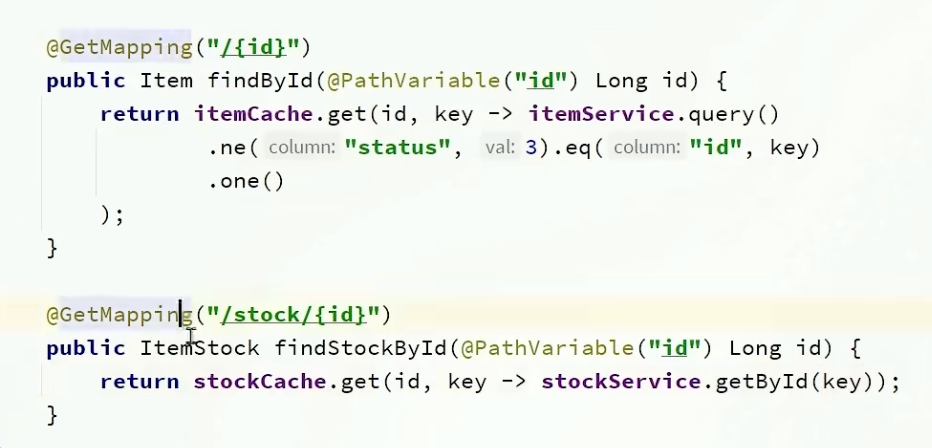 @GetMapping("/{id}")
public Item findById(@PathVariable("id") Long id) {
return itemCache.get(id, key -> itemService.query()
.ne( column: "status", val: 3).eq( column: "id", key)
.one()
);
}
@GetMapping("/stock/{id}")
public ItemStock findStockById(@PathVariable("id") Long id) {
return stockCache.get(id, key -> stockService.getById(key));
}